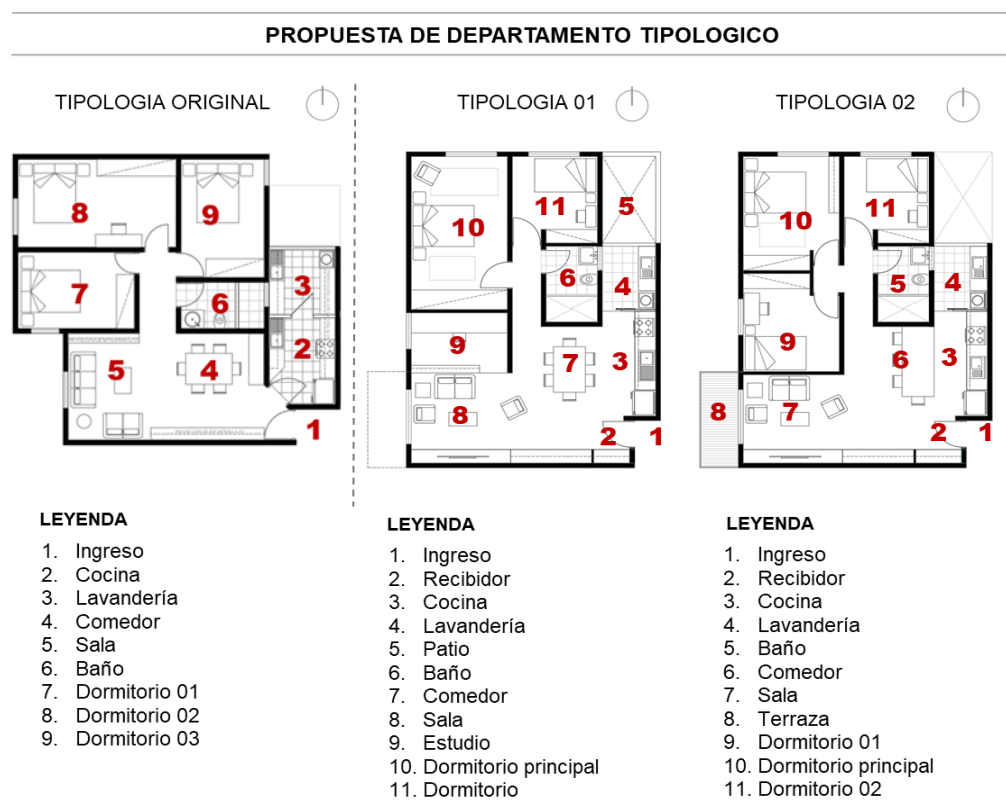 PROPUESTA DE DEPARTAMENTO TIPOLOGICO
TIPOLOGIA ORIGINAL
8
9
7
6
3
2
5
4
1
LEYENDA
1. Ingreso
2. Cocina
3. Lavandería
4. Comedor
5. Sala
6. Baño
7. Dormitorio 01
8. Dormitorio 02
9. Dormitorio 03
TIPOLOGIA 01
10
11
5
6
4
9
7
3
8
2
1
LEYENDA
1. Ingreso
2. Recibidor
3. Cocina
4. Lavandería
5. Patio
6. Baño
7. Comedor
8. Sala
9. Estudio
10. Dormitorio principal
11. Dormitorio
TIPOLOGIA 02
10
11
5
4
9
6
3
8
7
2
1
LEYENDA
1. Ingreso
2. Recibidor
3. Cocina
4. Lavandería
5. Baño
6. Comedor
7. Sala
8. Terraza
9. Dormitorio 01
10. Dormitorio principal
11. Dormitorio 02